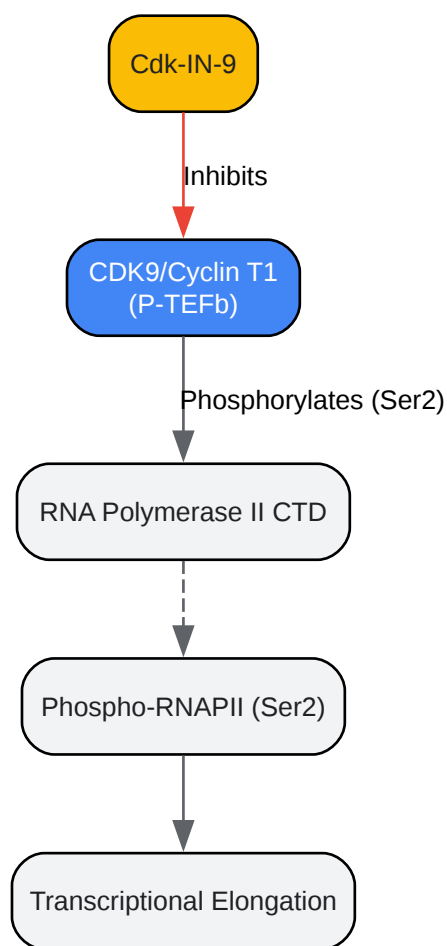 Cdk-IN-9
Inhibits
CDK9/Cyclin T1
(P-TEFb)
Phosphorylates (Ser2)
RNA Polymerase II CTD
Phospho-RNAPII (Ser2)
Transcriptional Elongation